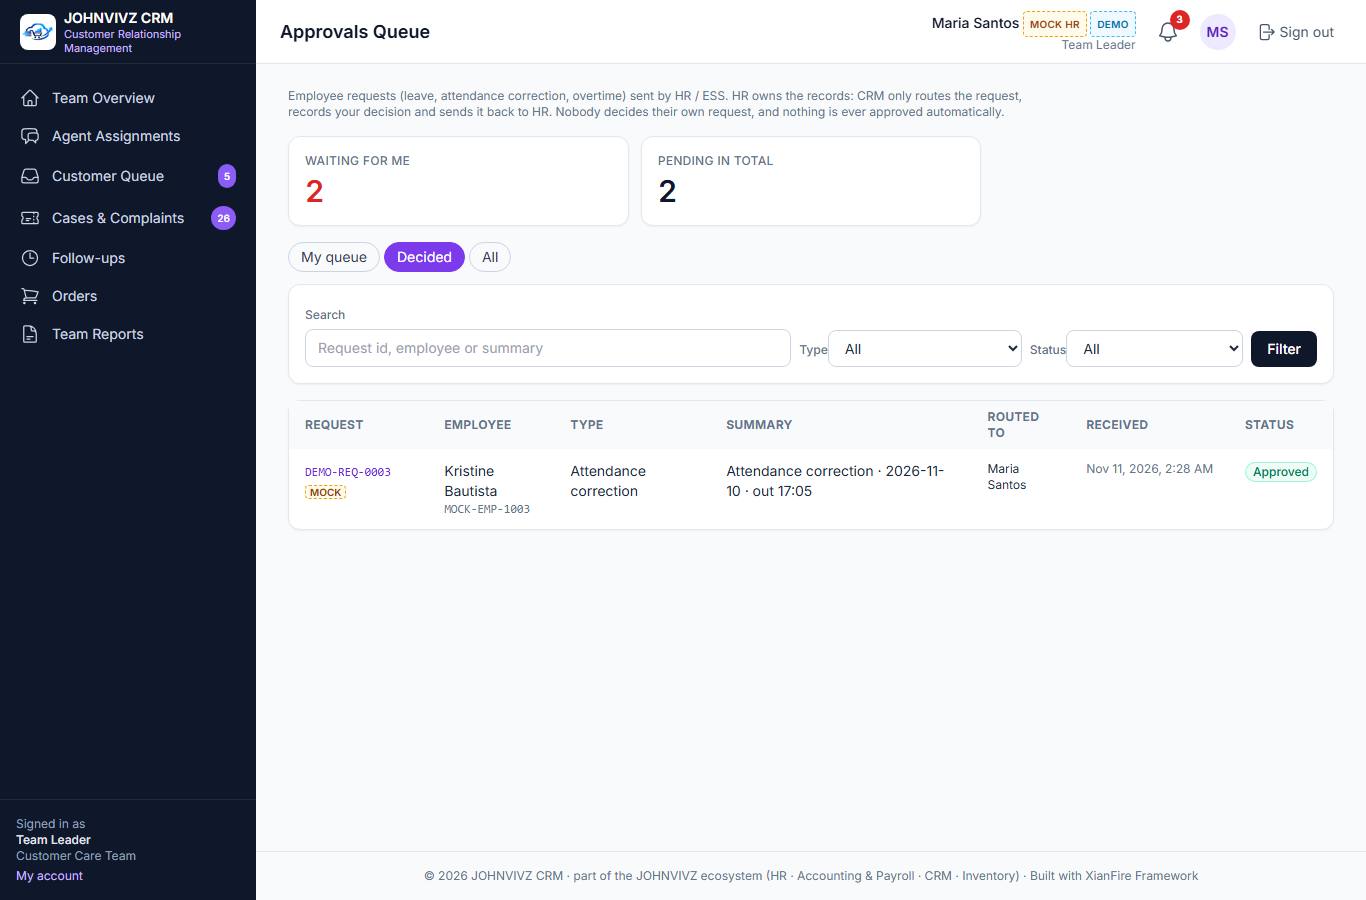 JOHNVIVZ CRM
Customer Relationship
Management
Team Overview
Agent Assignments
Customer Queue 5
Cases & Complaints 26
Follow-ups
Orders
Team Reports
Signed in as
Team Leader
Customer Care Team
My account
Approvals Queue
Maria Santos MOCK HR DEMO
Team Leader
3
MS
Sign out
Employee requests (leave, attendance correction, overtime) sent by HR / ESS. HR owns the records: CRM only routes the request,
records your decision and sends it back to HR. Nobody decides their own request, and nothing is ever approved automatically.
WAITING FOR ME
2
PENDING IN TOTAL
2
My queue Decided All
Search
Request id, employee or summary
Type All
Status All
Filter
REQUEST EMPLOYEE TYPE SUMMARY ROUTED TO RECEIVED STATUS
DEMO-REQ-0003
MOCK
Kristine
Bautista
MOCK-EMP-1003
Attendance
correction
Attendance correction · 2026-11-
10 · out 17:05
Maria
Santos
Nov 11, 2026, 2:28 AM
Approved
© 2026 JOHNVIVZ CRM · part of the JOHNVIVZ ecosystem (HR · Accounting & Payroll · CRM · Inventory) · Built with XianFire Framework